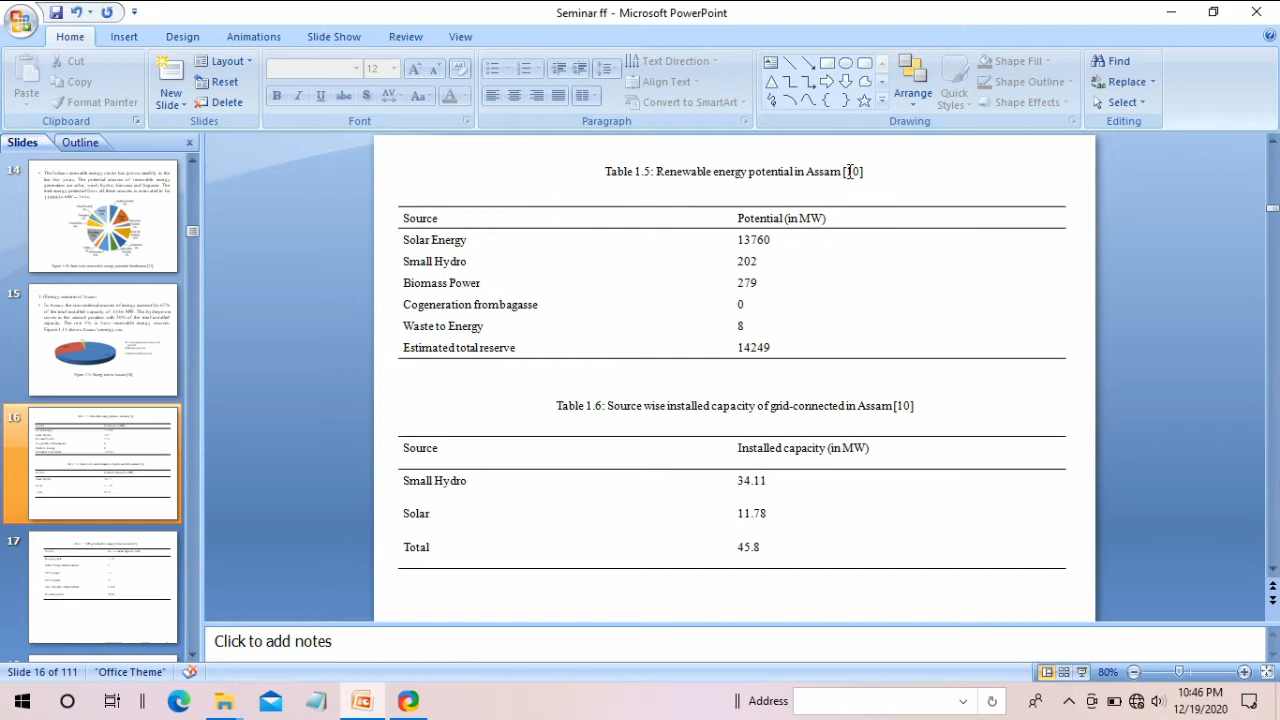 Seminar ff - Microsoft PowerPoint
Home Insert Design Animations Slide Show Review View
Paste
Cut
Copy
Format Painter
Clipboard
New Slide
Layout
Reset
Delete
Slides
12
Font
Paragraph
Text Direction
Align Text
Convert to SmartArt
Arrange
Quick Styles
Shape Fill
Shape Outline
Shape Effects
Drawing
Find
Replace
Select
Editing
Slides Outline
14
15
16
17
Table 1.5: Renewable energy potential in Assam [10]
Source Potential (in MW)
Solar Energy 13760
Small Hydro 202
Biomass Power 279
Cogeneration from bagasse 0
Waste to Energy 8
Estimated total reserve 14249
Table 1.6: Source wise installed capacity of grid-connected in Assam [10]
Source Installed capacity (in MW)
Small Hydro 34.11
Solar 11.78
Total 45.8
Click to add notes
Slide 16 of 111 "Office Theme" 80%
Address
10:46 PM
12/19/2020